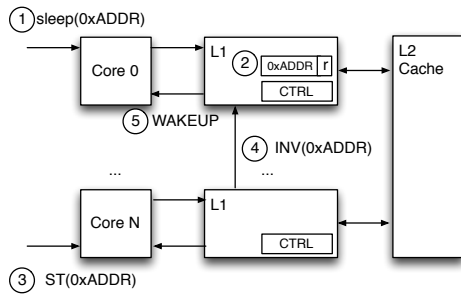 1 sleep(0xADDR)
Core 0
L1
2 0xADDR r
CTRL
L2
Cache
5 WAKEUP
4 INV(0xADDR)
... ...
Core N
L1
CTRL
3 ST(0xADDR)